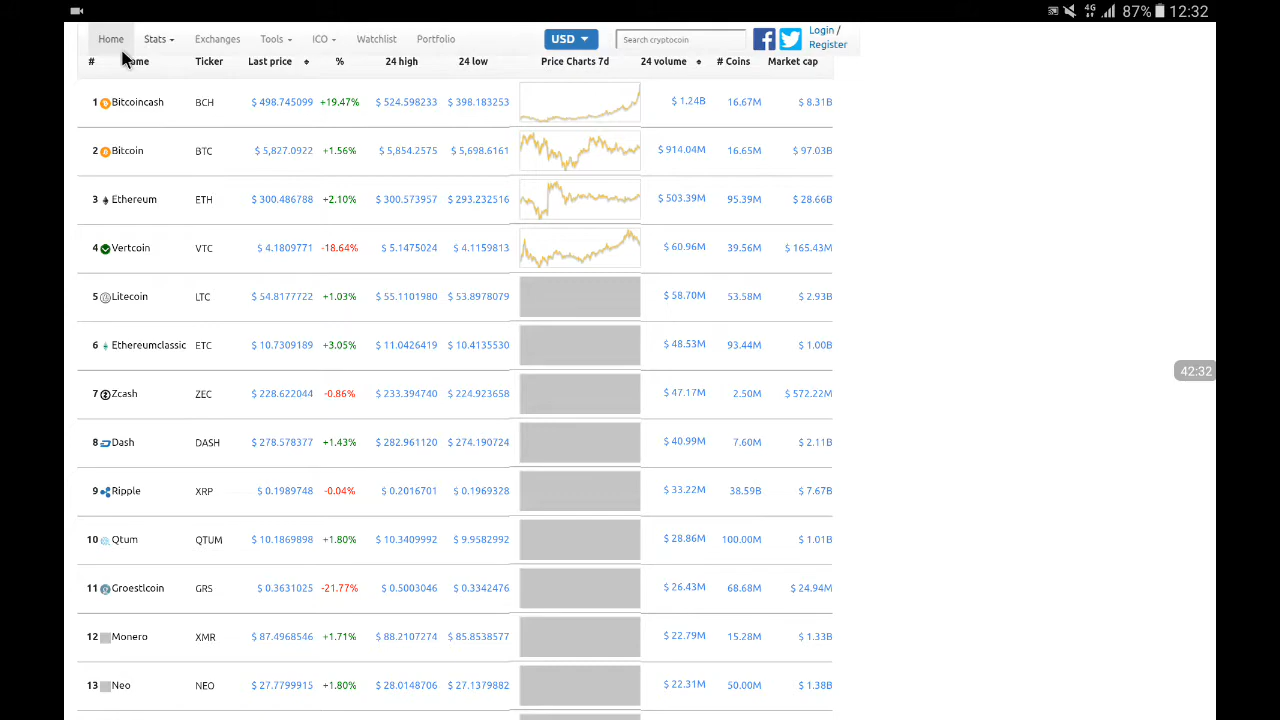 4G 87% 12:32
Home Stats Exchanges Tools ICO Watchlist Portfolio USD Search cryptocoin Login / Register
# me Ticker Last price % 24 high 24 low Price Charts 7d 24 volume # Coins Market cap
1 Bitcoincash BCH $ 498.745099 +19.47% $ 524.598233 $ 398.183253 $ 1.24B 16.67M $ 8.31B
2 Bitcoin BTC $ 5,827.0922 +1.56% $ 5,854.2575 $ 5,698.6161 $ 914.04M 16.65M $ 97.03B
3 Ethereum ETH $ 300.486788 +2.10% $ 300.573957 $ 293.232516 $ 503.39M 95.39M $ 28.66B
4 Vertcoin VTC $ 4.1809771 -18.64% $ 5.1475024 $ 4.1159813 $ 60.96M 39.56M $ 165.43M
5 Litecoin LTC $ 54.8177722 +1.03% $ 55.1101980 $ 53.8978079 $ 58.70M 53.58M $ 2.93B
6 Ethereumclassic ETC $ 10.7309189 +3.05% $ 11.0426419 $ 10.4135530 $ 48.53M 93.44M $ 1.00B
42:32
7 Zcash ZEC $ 228.622044 -0.86% $ 233.394740 $ 224.923658 $ 47.17M 2.50M $ 572.22M
8 Dash DASH $ 278.578377 +1.43% $ 282.961120 $ 274.190724 $ 40.99M 7.60M $ 2.11B
9 Ripple XRP $ 0.1989748 -0.04% $ 0.2016701 $ 0.1969328 $ 33.22M 38.59B $ 7.67B
10 Qtum QTUM $ 10.1869898 +1.80% $ 10.3409992 $ 9.9582992 $ 28.86M 100.00M $ 1.01B
11 Groestlcoin GRS $ 0.3631025 -21.77% $ 0.5003046 $ 0.3342476 $ 26.43M 68.68M $ 24.94M
12 Monero XMR $ 87.4968546 +1.71% $ 88.2107274 $ 85.8538577 $ 22.79M 15.28M $ 1.33B
13 Neo NEO $ 27.7799915 +1.80% $ 28.0148706 $ 27.1379882 $ 22.31M 50.00M $ 1.38B